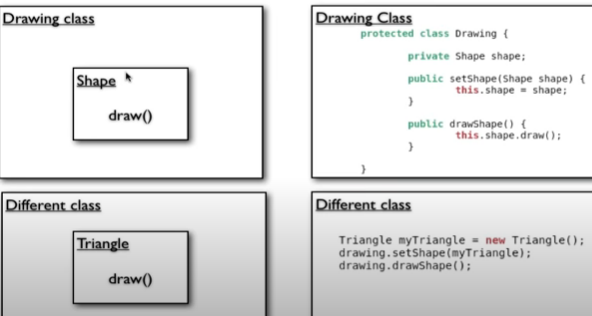 Drawing class
Shape
draw()
Drawing Class
protected class Drawing {
private Shape shape;
public setShape(Shape shape) {
this.shape = shape;
}
public drawShape() {
this.shape.draw();
}
}
Different class
Triangle
draw()
Different class
Triangle myTriangle = new Triangle();
drawing.setShape(myTriangle);
drawing.drawShape();